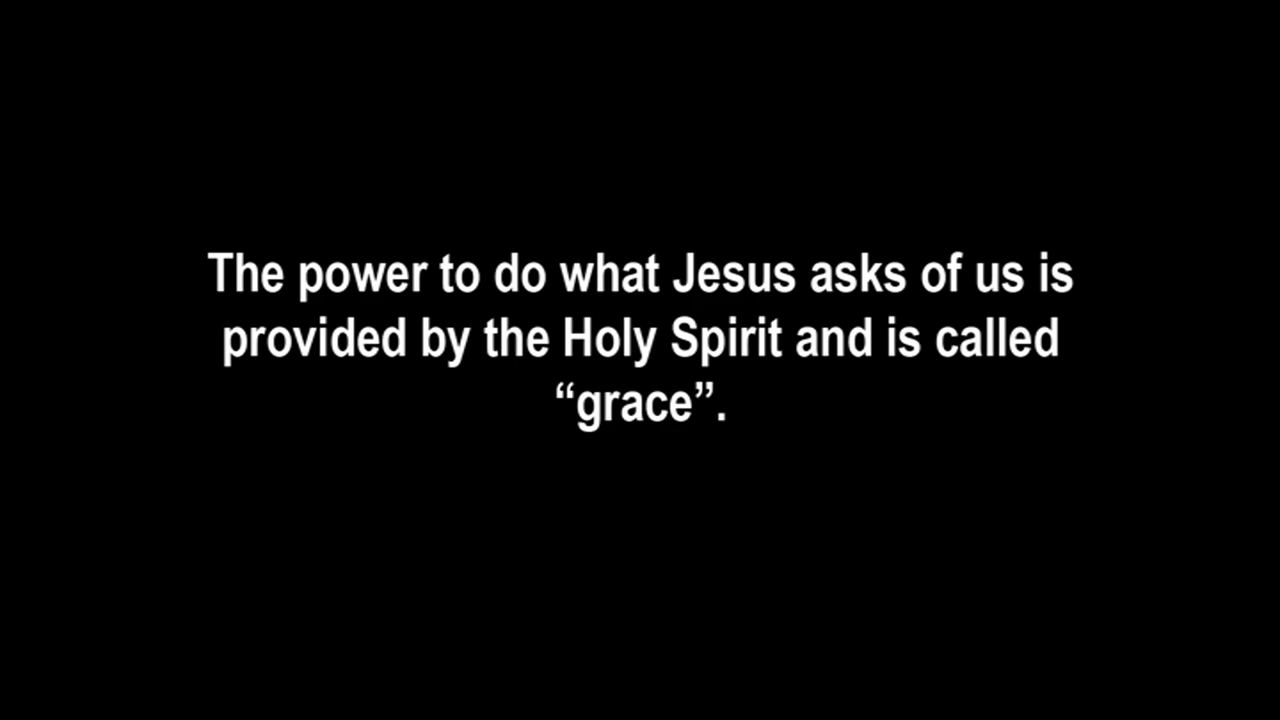 The power to do what Jesus asks of us is
provided by the Holy Spirit and is called
“grace”.